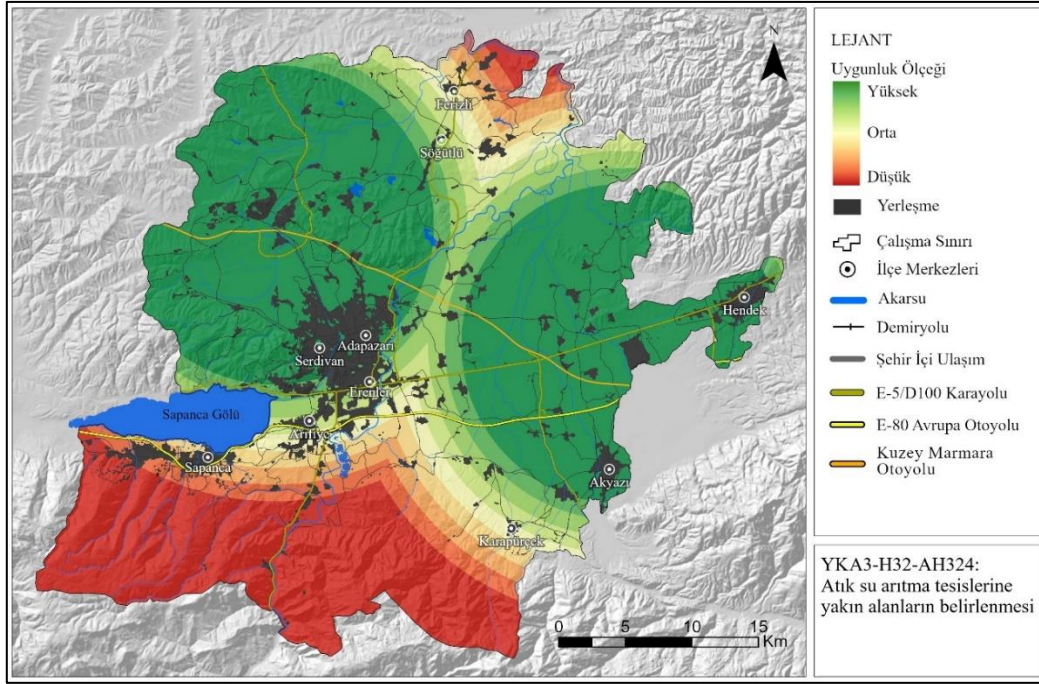 N
Ferizli
Söğütlü
Hendek
Adapazarı
Serdivan
Erenler
Sapanca Gölü
Arifiye
Sapanca
Akyazı
Karapürçek
0 2.5 5 10 15
Km
LEJANT
Uygunluk Ölçeği
Yüksek
Orta
Düşük
Yerleşme
Çalışma Sınırı
İlçe Merkezleri
Akarsu
Demiryolu
Şehir İçi Ulaşım
E-5/D100 Karayolu
E-80 Avrupa Otoyolu
Kuzey Marmara
Otoyolu
YKA3-H32-AH324:
Atık su arıtma tesislerine
yakın alanların belirlenmesi